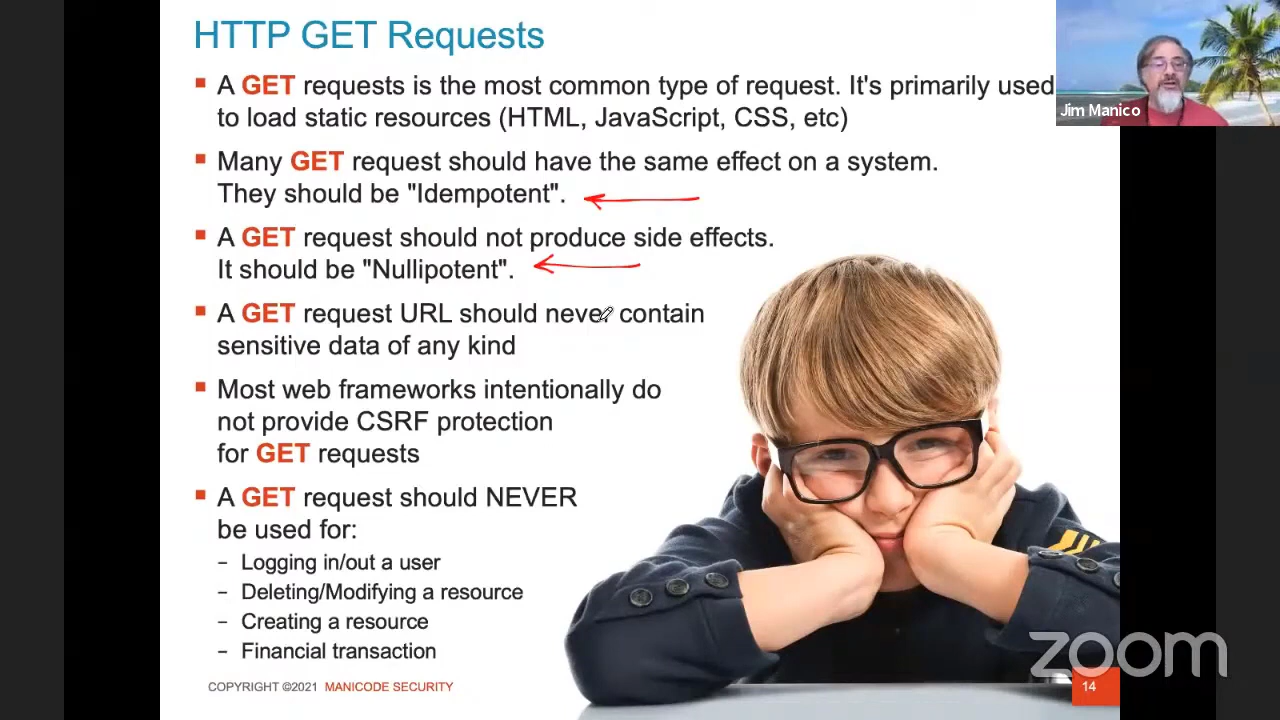 HTTP GET Requests
A GET requests is the most common type of request. It's primarily used
to load static resources (HTML, JavaScript, CSS, etc)
Many GET request should have the same effect on a system.
They should be "Idempotent".
A GET request should not produce side effects.
It should be "Nullipotent".
A GET request URL should never contain
sensitive data of any kind
Most web frameworks intentionally do
not provide CSRF protection
for GET requests
A GET request should NEVER
be used for:
– Logging in/out a user
– Deleting/Modifying a resource
– Creating a resource
– Financial transaction
COPYRIGHT ©2021 MANICODE SECURITY
14
Jim Manico
zoom